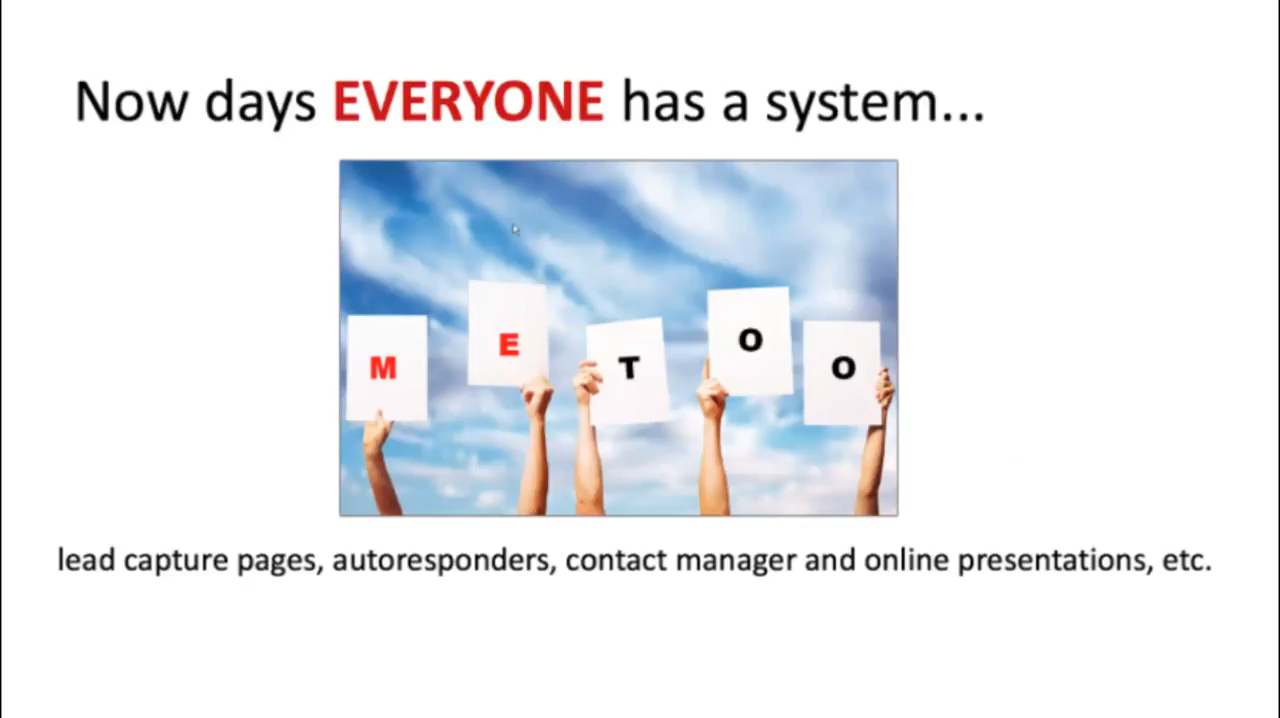 Now days EVERYONE has a system...
M E T O O
lead capture pages, autoresponders, contact manager and online presentations, etc.